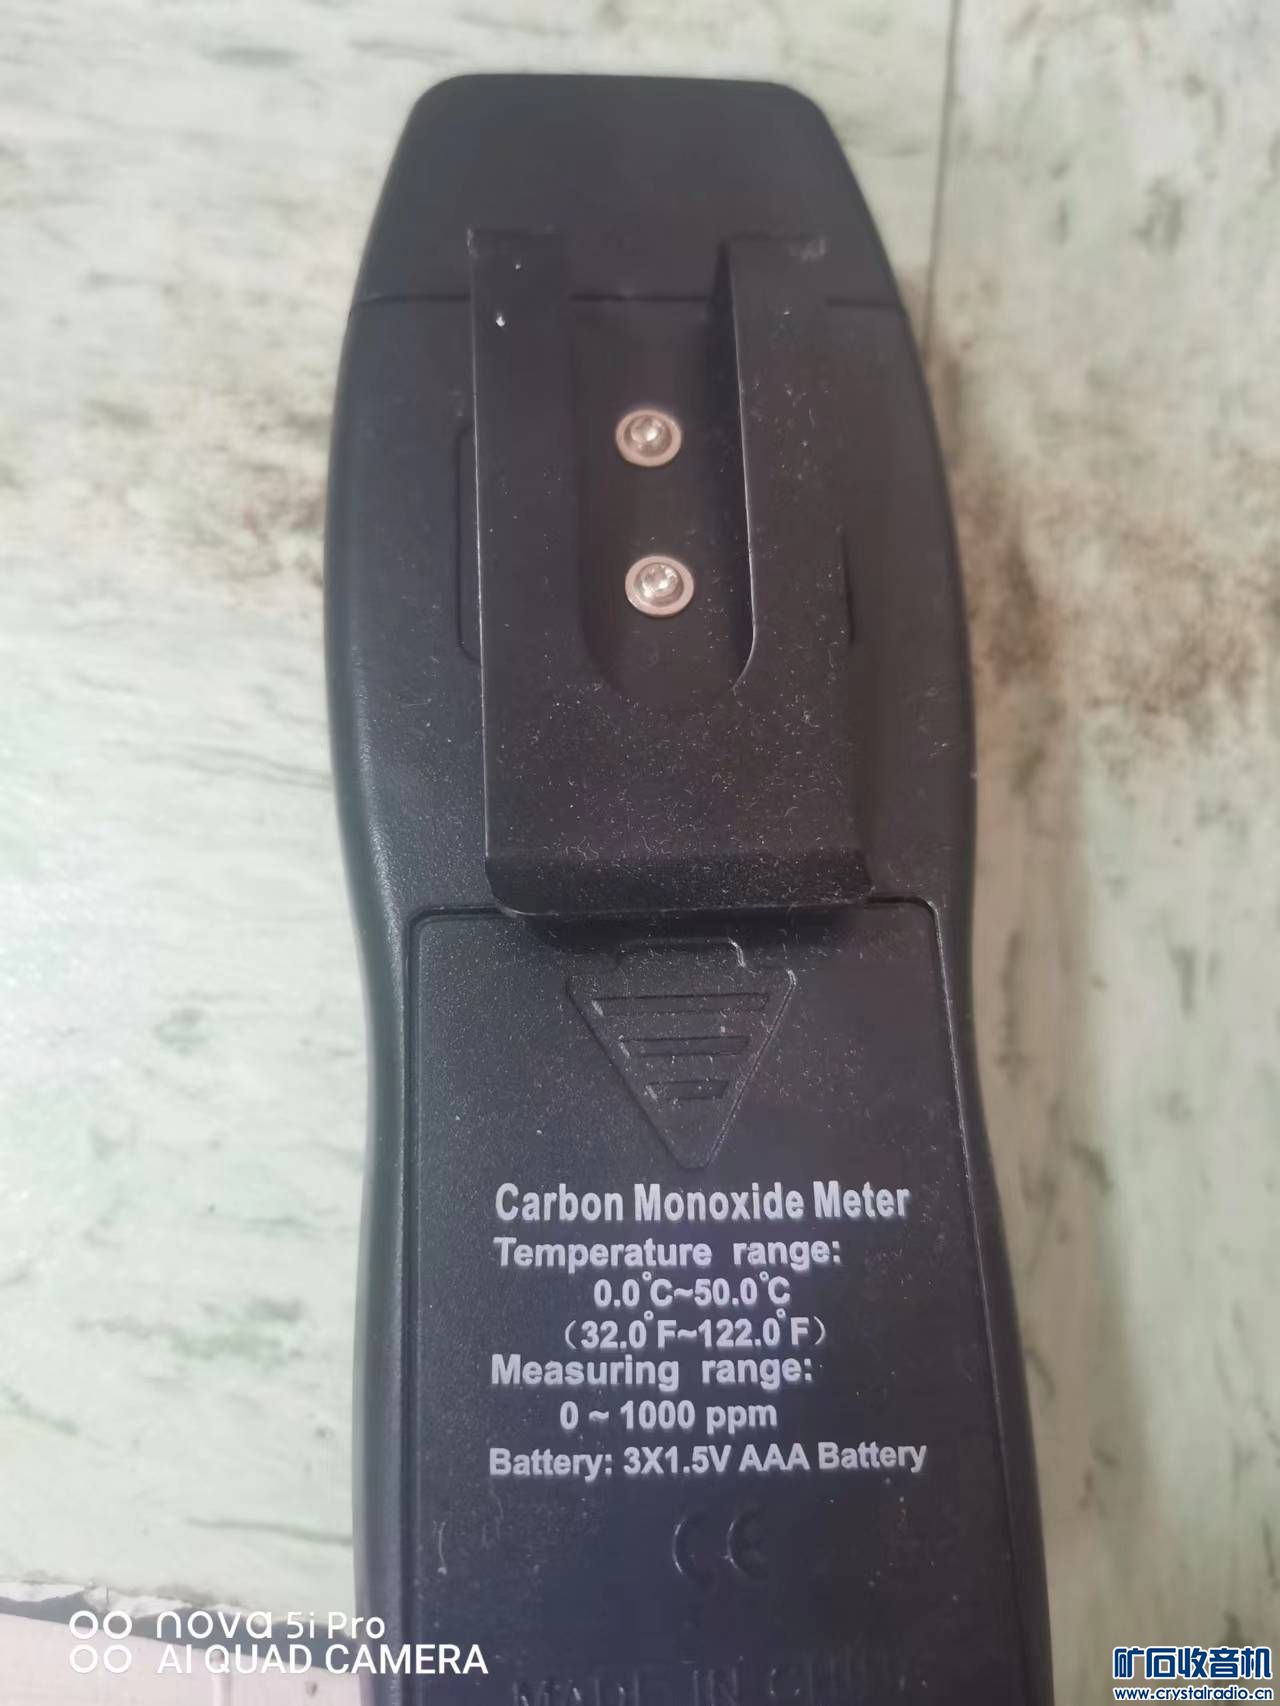 Carbon Monoxide Meter
Temperature range:
0.0°C~50.0°C
(32.0°F~122.0°F)
Measuring range:
0 ~ 1000 ppm
Battery: 3X1.5V AAA Battery
CE
MADE IN
nova 5i Pro
AI QUAD CAMERA
矿石收音机
www.crystalradio.cn